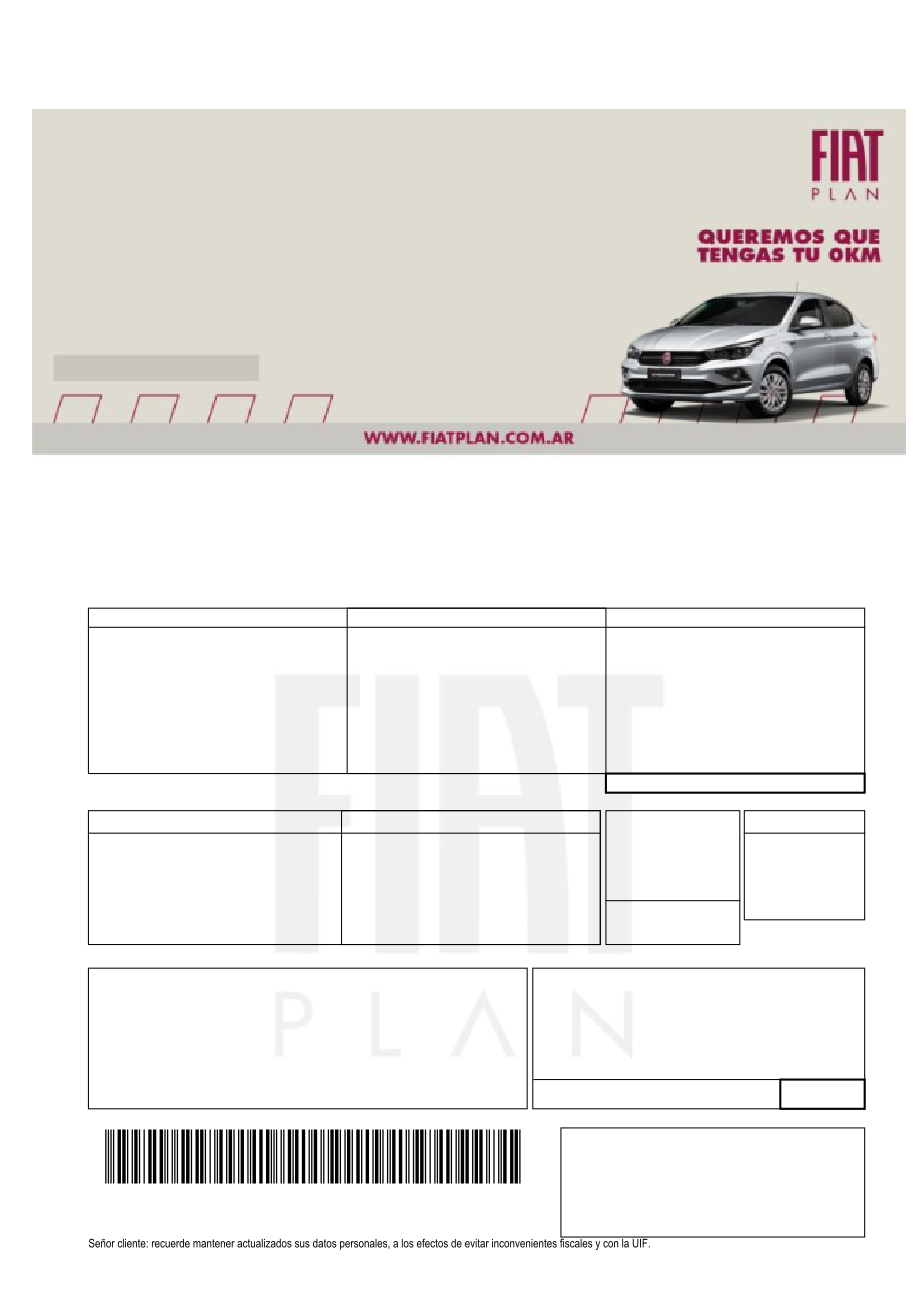 FIAT
PLAN
QUEREMOS QUE
TENGAS TU 0KM
WWW.FIATPLAN.COM.AR
FIAT
PLAN
Señor cliente: recuerde mantener actualizados sus datos personales, a los efectos de evitar inconvenientes fiscales y con la UIF.